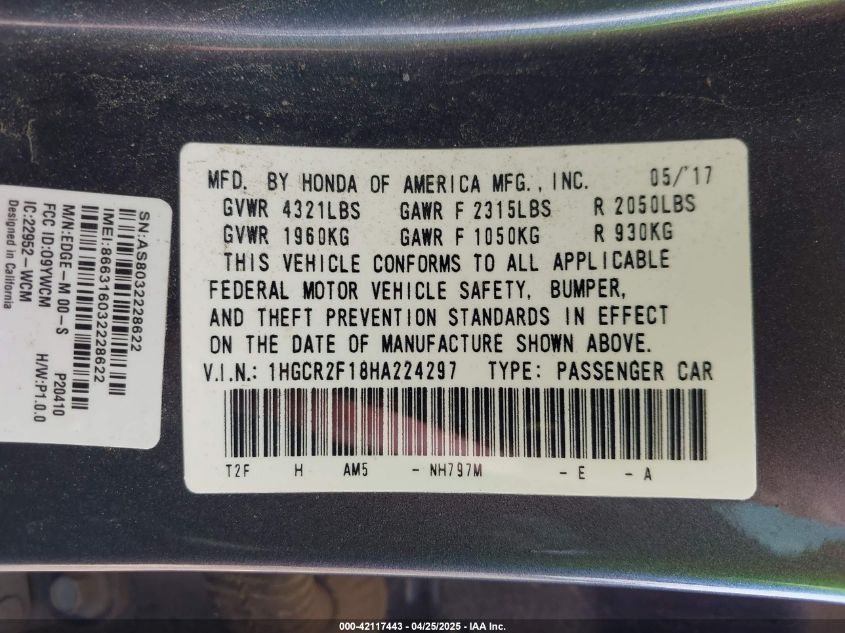 MFD. BY HONDA OF AMERICA MFG., INC. 05/'17
GVWR 4321LBS GAWR F 2315LBS R 2050LBS
GVWR 1960KG GAWR F 1050KG R 930KG
THIS VEHICLE CONFORMS TO ALL APPLICABLE
FEDERAL MOTOR VEHICLE SAFETY, BUMPER,
AND THEFT PREVENTION STANDARDS IN EFFECT
ON THE DATE OF MANUFACTURE SHOWN ABOVE.
V.I.N.: 1HGCR2F18HA224297 TYPE: PASSENGER CAR
T2F H AM5 - NH797M - E - A
SN:AS8032228622
IMEI:866316032228622
M/N:EDGE-M 00-S P20410
FCC ID:O9YWCM H/W:P1.0.0
IC:22952-WCM
Designed in California
000-42117443 - 04/25/2025 - IAA Inc.